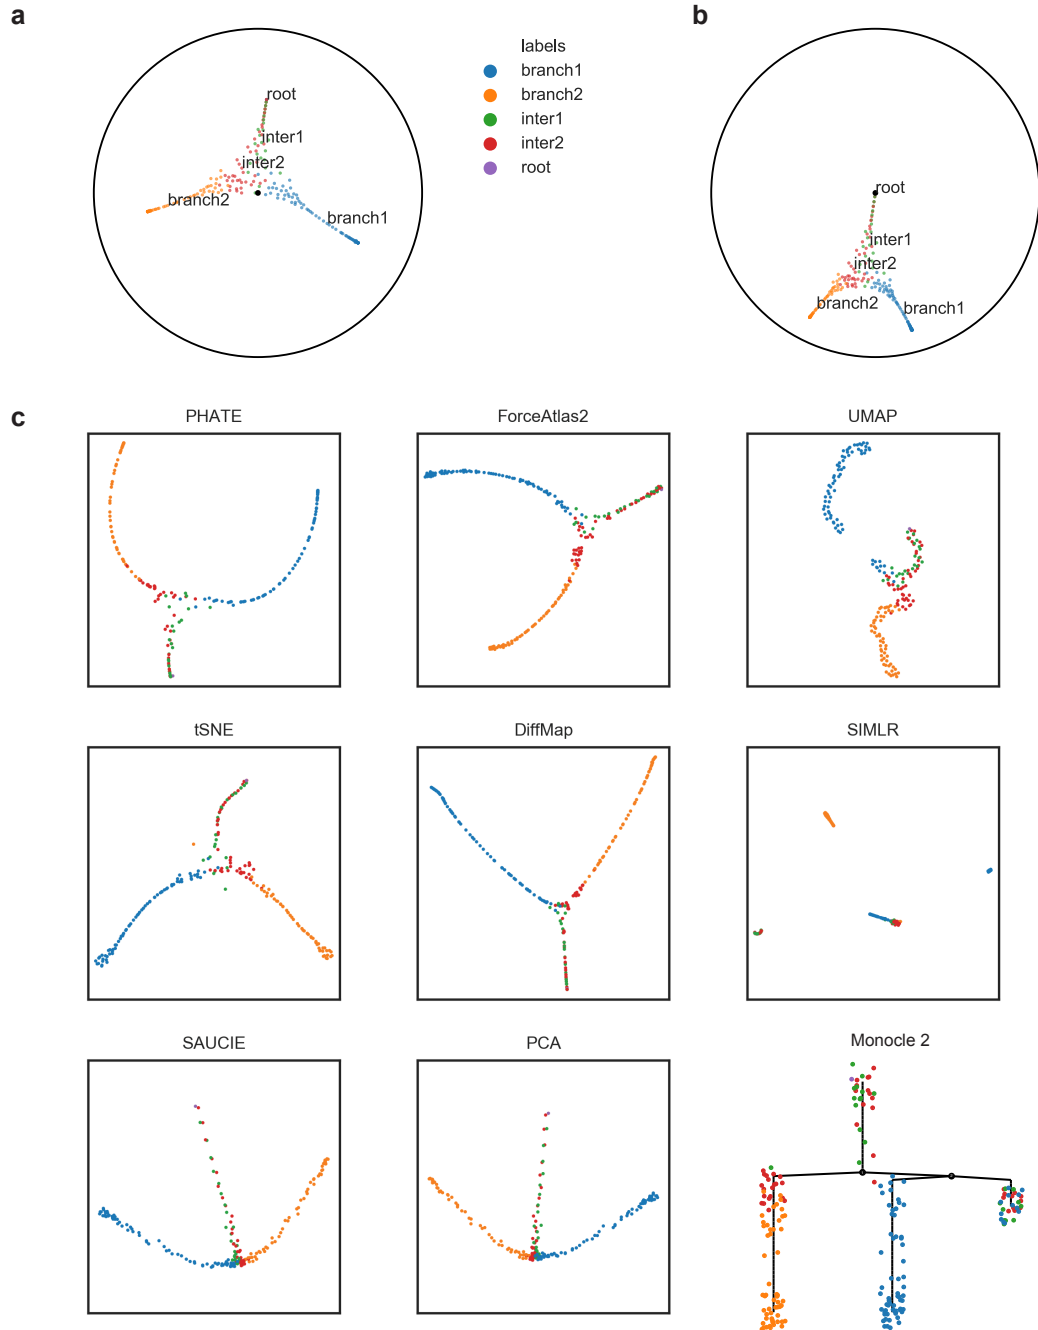 a
root
inter1
inter2
branch2
branch1
labels
branch1
branch2
inter1
inter2
root
b
root
inter1
inter2
branch2
branch1
c
PHATE
ForceAtlas2
UMAP
tSNE
DiffMap
SIMLR
SAUCIE
PCA
Monocle 2